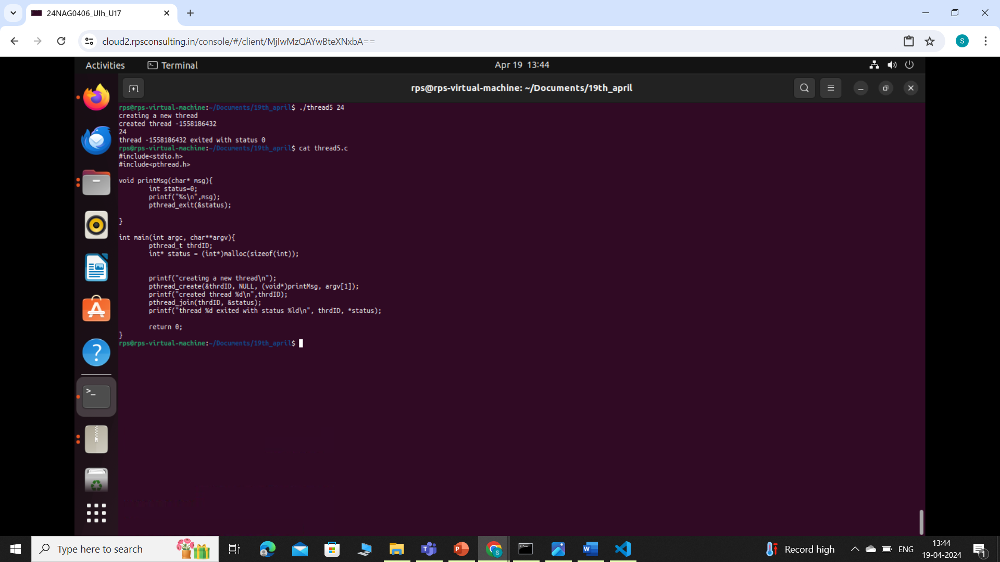 24NAG0406_Ulh_U17
cloud2.rpsconsulting.in/console/#/client/MjIwMzQAYwBteXNxbA==
S
Activities
Terminal
Apr 19 13:44
rps@rps-virtual-machine: ~/Documents/19th_april
rps@rps-virtual-machine:~/Documents/19th_april$ ./thread5 24
creating a new thread
created thread -1558186432
24
thread -1558186432 exited with status 0
rps@rps-virtual-machine:~/Documents/19th_april$ cat thread5.c
#include<stdio.h>
#include<pthread.h>
void printMsg(char* msg){
int status=0;
printf("%s\n",msg);
pthread_exit(&status);
}
int main(int argc, char**argv){
pthread_t thrdID;
int* status = (int*)malloc(sizeof(int));
printf("creating a new thread\n");
pthread_create(&thrdID, NULL, (void*)printMsg, argv[1]);
printf("created thread %d\n",thrdID);
pthread_join(thrdID, &status);
printf("thread %d exited with status %ld\n", thrdID, *status);
return 0;
}
rps@rps-virtual-machine:~/Documents/19th_april$
Type here to search
Record high
ENG
13:44
19-04-2024
1